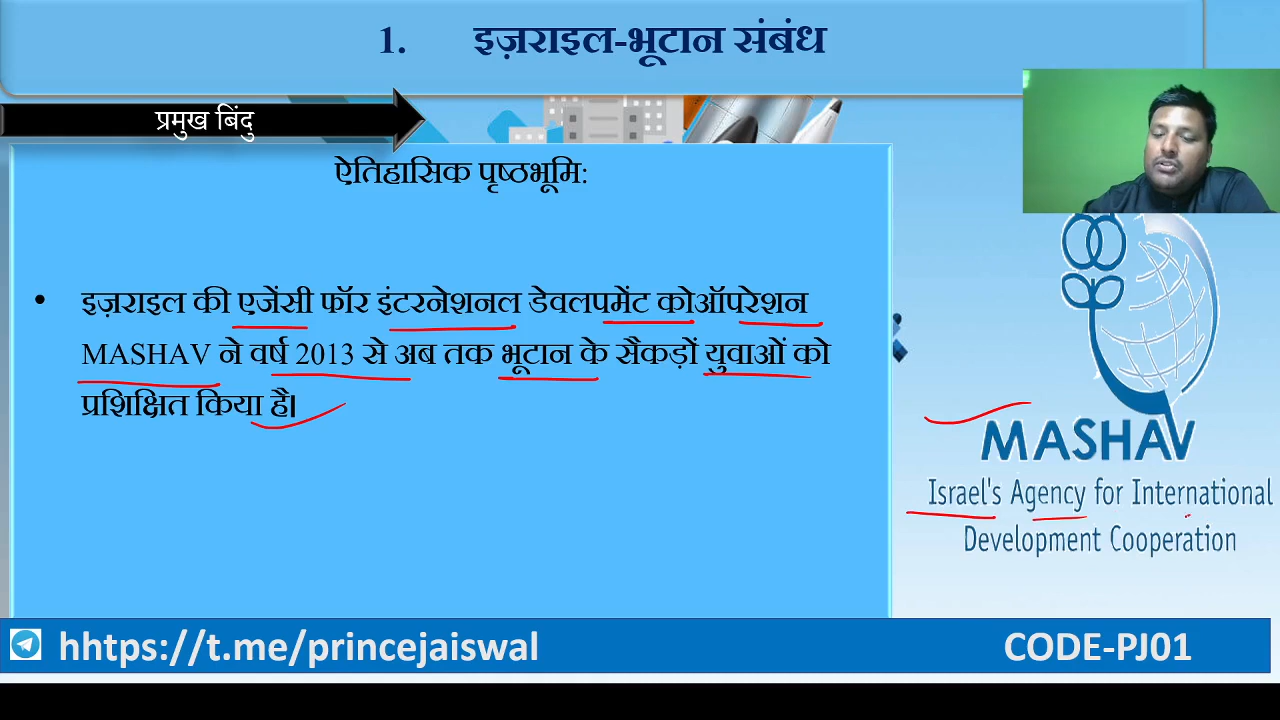 1. इज़राइल-भूटान संबंध
प्रमुख बिंदु
ऐतिहासिक पृष्ठभूमि:
• इज़राइल की एजेंसी फॉर इंटरनेशनल डेवलपमेंट कोऑपरेशन
MASHAV ने वर्ष 2013 से अब तक भूटान के सैकड़ों युवाओं को
प्रशिक्षित किया है।
MASHAV
Israel's Agency for International
Development Cooperation
hhtps://t.me/princejaiswal
CODE-PJ01